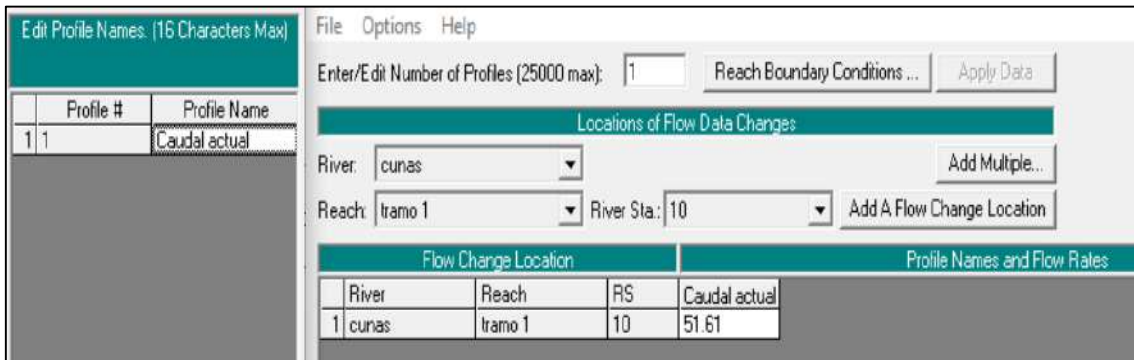 Edit Profile Names. (16 Characters Max)
Profile # Profile Name
1 1 Caudal actual
File Options Help
Enter/Edit Number of Profiles (25000 max): 1 Reach Boundary Conditions ... Apply Data
Locations of Flow Data Changes
River: cunas Add Multiple...
Reach: tramo 1 River Sta.: 10 Add A Flow Change Location
Flow Change Location Profile Names and Flow Rates
River Reach RS Caudal actual
1 cunas tramo 1 10 51.61